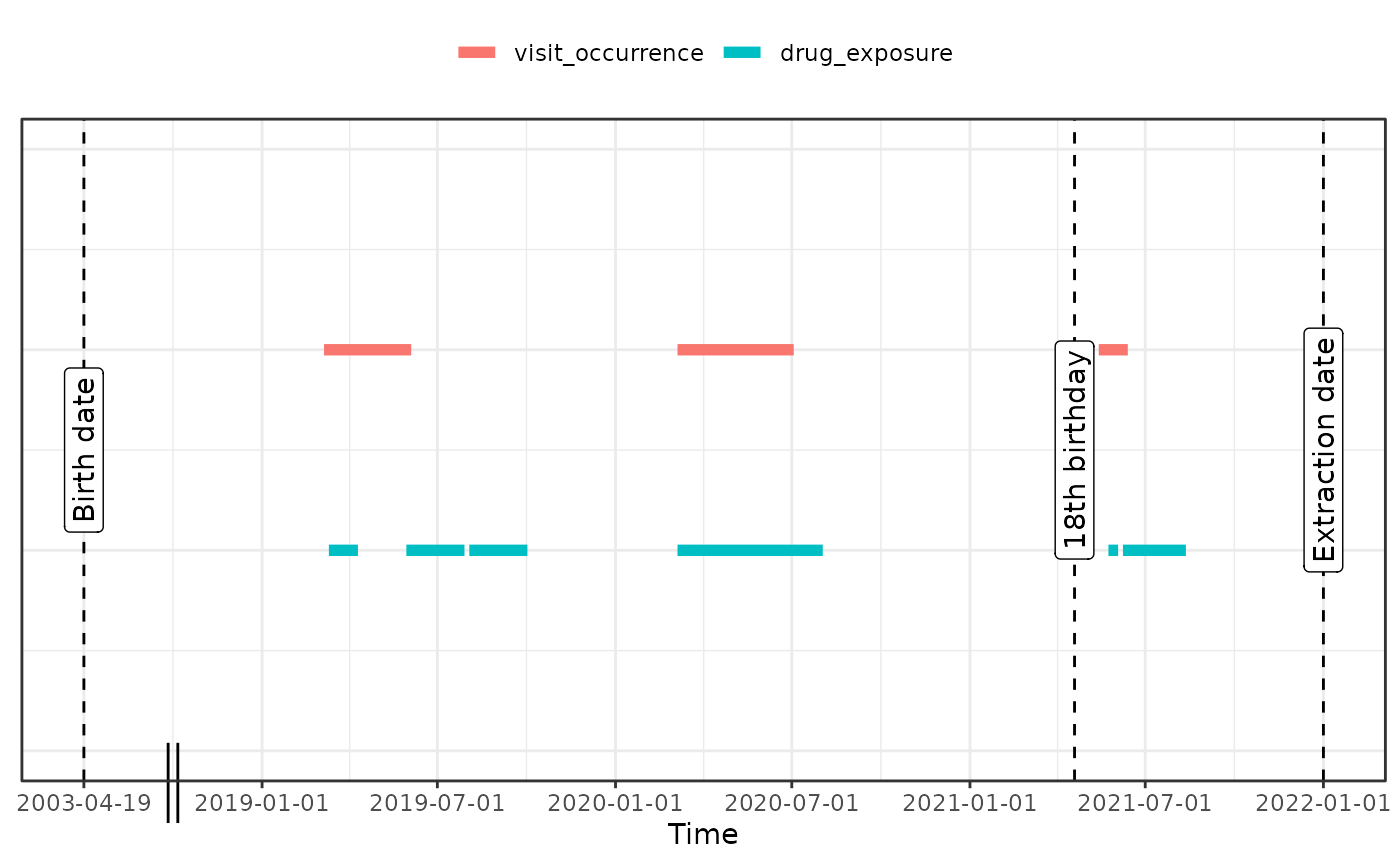 visit_occurrence drug_exposure
Birth date
18th birthday
Extraction date
2003-04-19 2019-01-01 2019-07-01 2020-01-01 2020-07-01 2021-01-01 2021-07-01 2022-01-01
Time